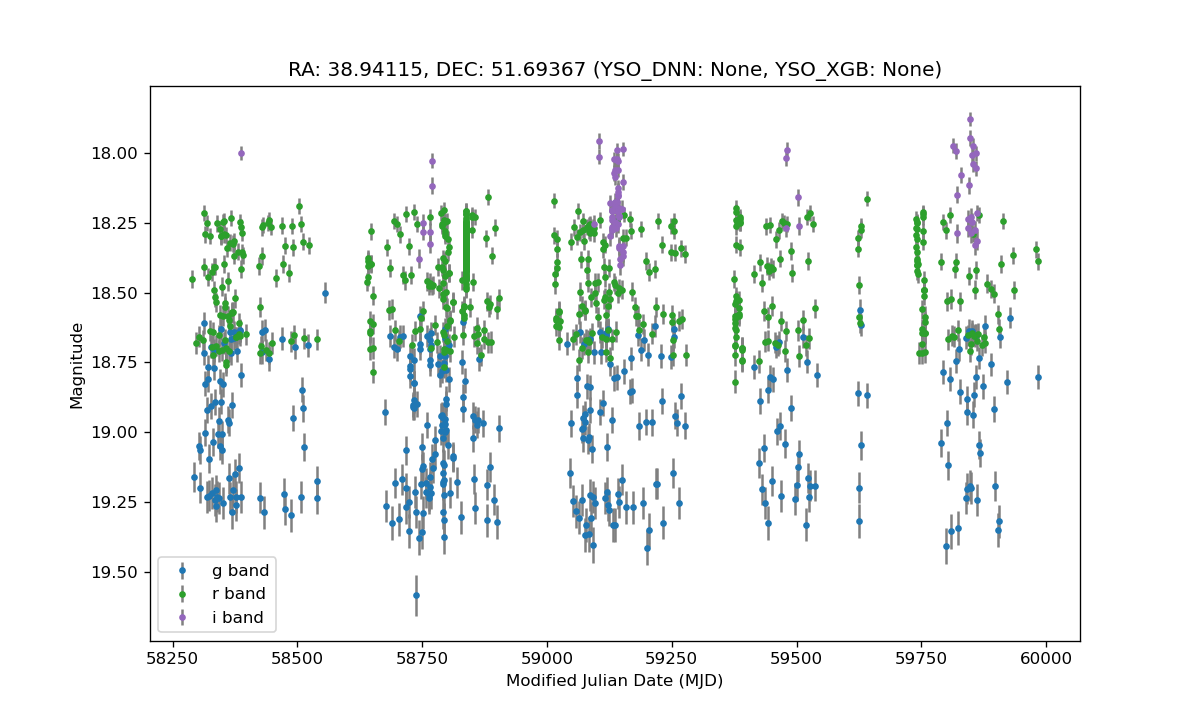 RA: 38.94115, DEC: 51.69367 (YSO_DNN: None, YSO_XGB: None)
Magnitude
18.00
18.25
18.50
18.75
19.00
19.25
19.50
g band
r band
i band
58250 58500 58750 59000 59250 59500 59750 60000
Modified Julian Date (MJD)